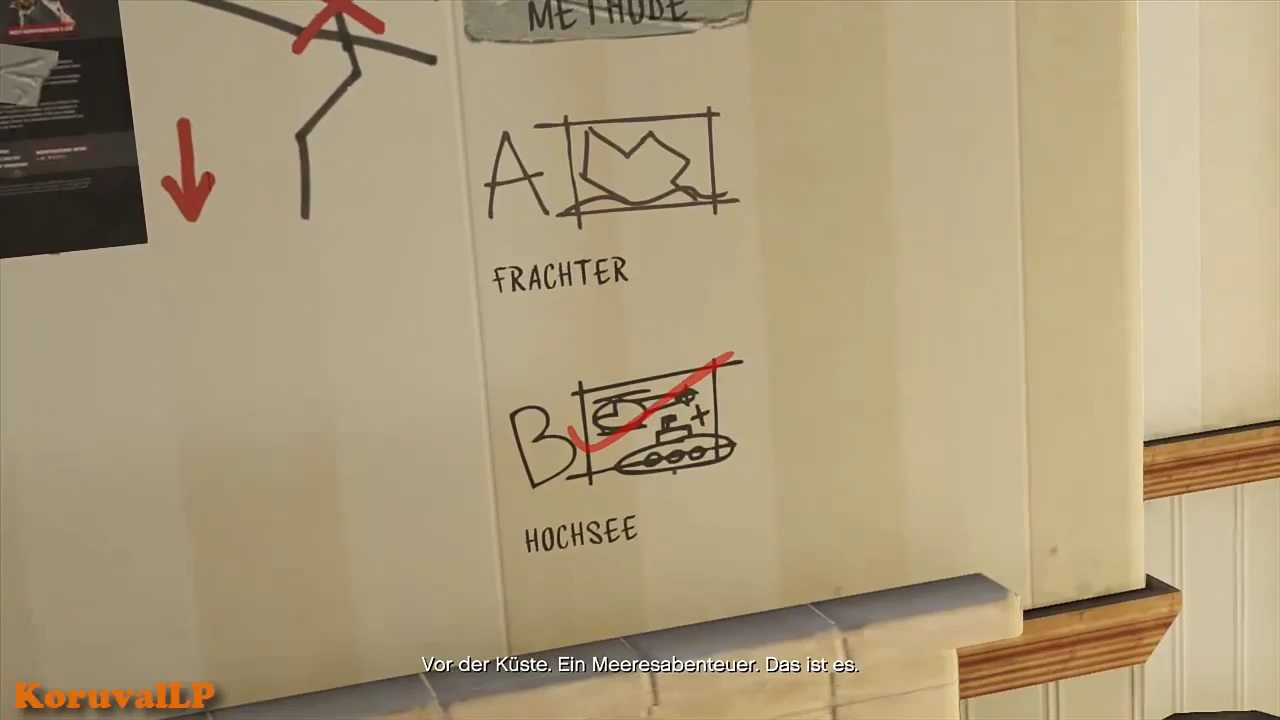 METHODE
A
FRACHTER
B
HOCHSEE
Vor der Küste. Ein Meeresabenteuer. Das ist es.
KoruvalLP